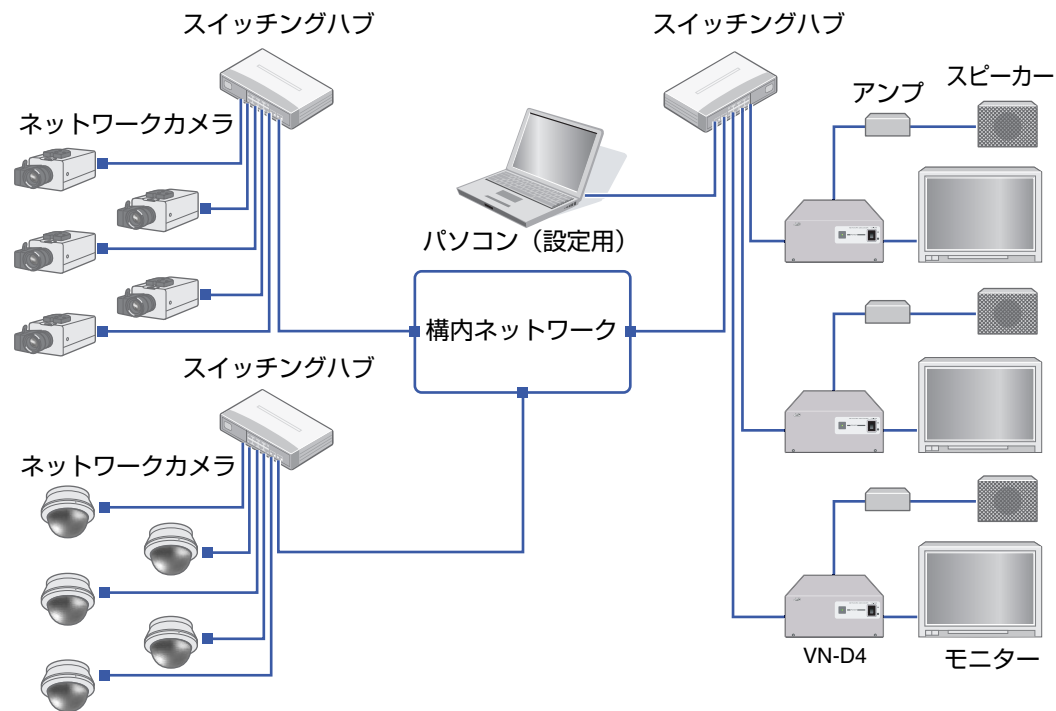 スイッチングハブ
スイッチングハブ
スピーカー
アンプ
ネットワークカメラ
パソコン（設定用）
構内ネットワーク
スイッチングハブ
ネットワークカメラ
VN-D4
モニター